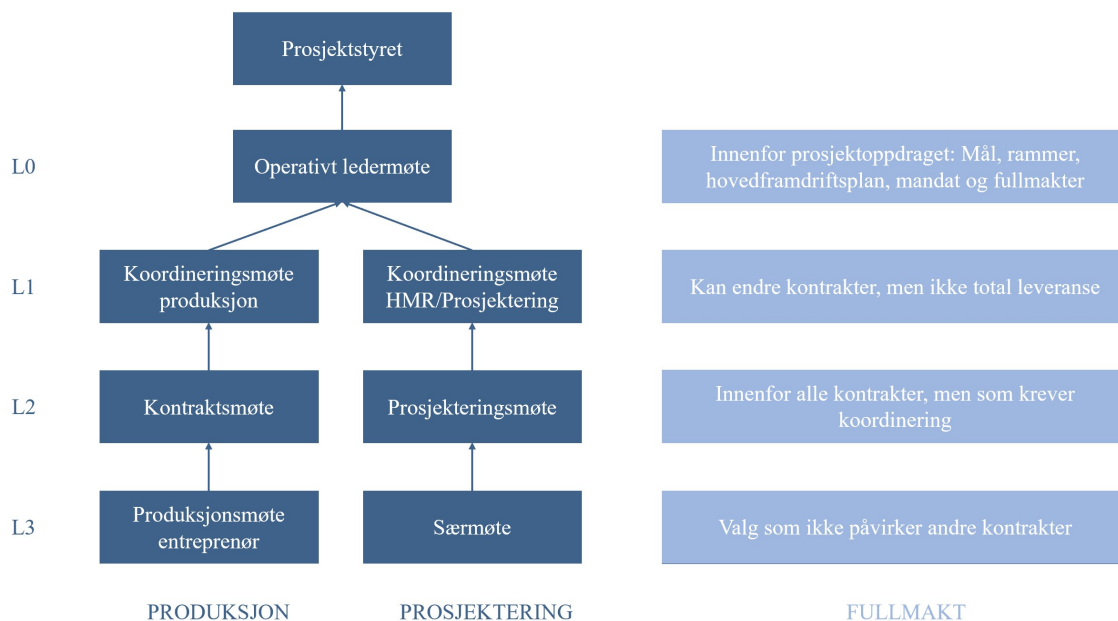 Prosjektstyret
L0
Operativt ledermøte
Innenfor prosjektoppdraget: Mål, rammer,
hovedframdriftsplan, mandat og fullmakter
L1
Koordineringsmøte
produksjon
Koordineringsmøte
HMR/Prosjektering
Kan endre kontrakter, men ikke total leveranse
L2
Kontraktsmøte
Prosjekteringsmøte
Innenfor alle kontrakter, men som krever
koordinering
L3
Produksjonsmøte
entreprenør
Særmøte
Valg som ikke påvirker andre kontrakter
PRODUKSJON
PROSJEKTERING
FULLMAKT